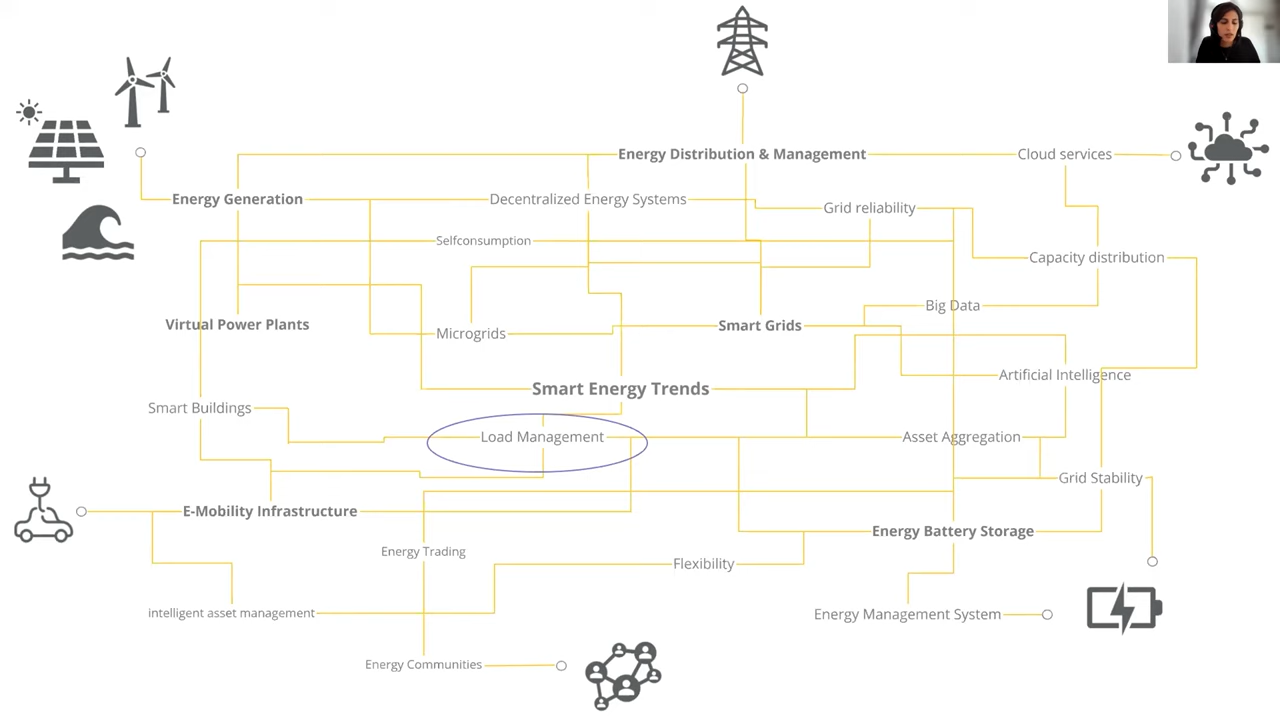 Energy Distribution & Management
Cloud services
Energy Generation
Decentralized Energy Systems
Grid reliability
Selfconsumption
Capacity distribution
Big Data
Virtual Power Plants
Microgrids
Smart Grids
Artificial Intelligence
Smart Energy Trends
Smart Buildings
Load Management
Asset Aggregation
Grid Stability
E-Mobility Infrastructure
Energy Battery Storage
Energy Trading
Flexibility
intelligent asset management
Energy Management System
Energy Communities